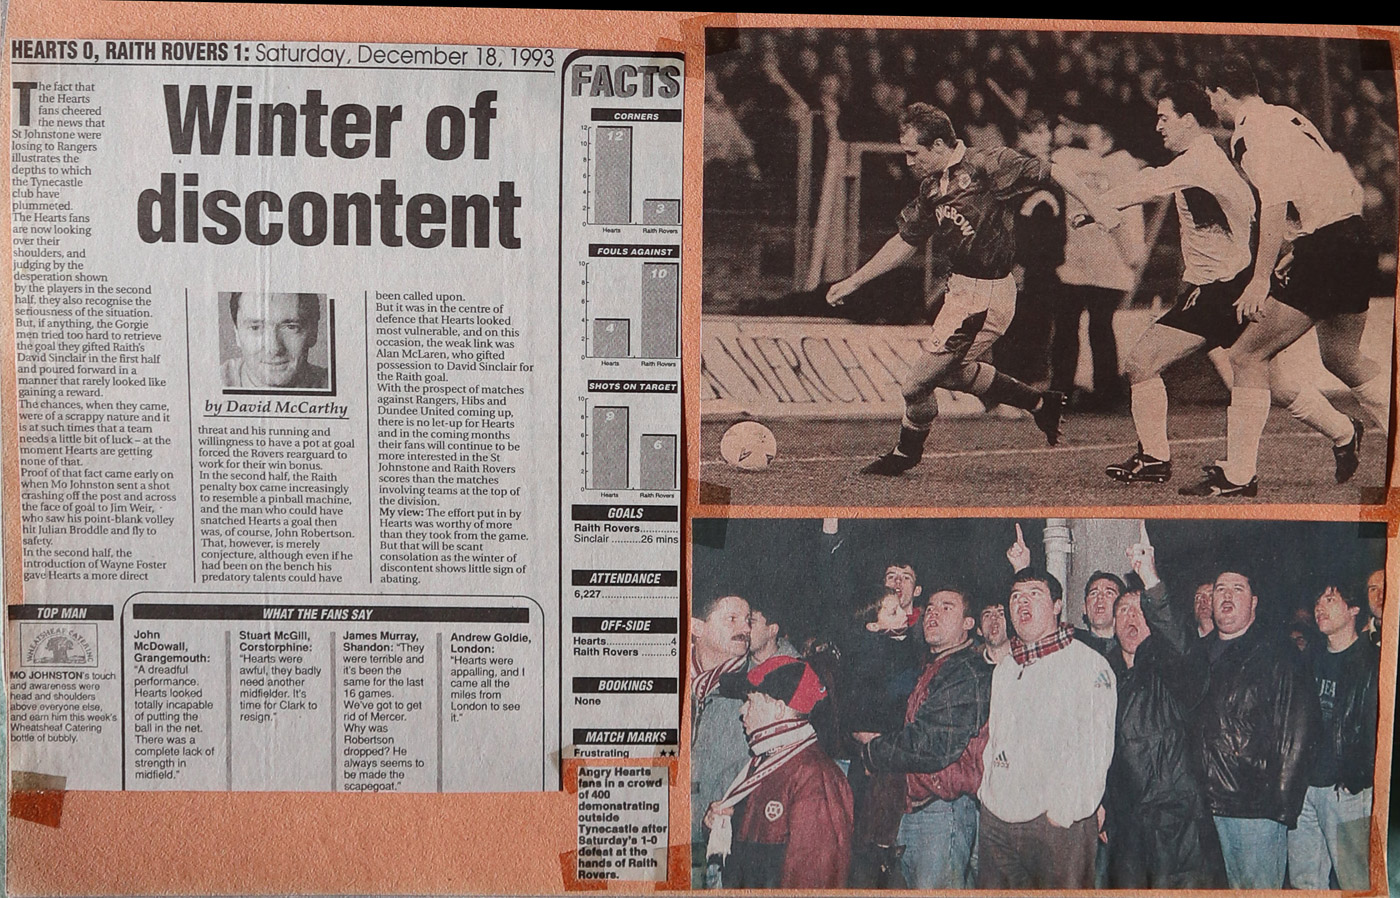 HEARTS 0, RAITH ROVERS 1: Saturday, December 18, 1993
Winter of
discontent
The fact that
the Hearts
fans cheered
the news that
St Johnstone were
losing to Rangers
illustrates the
depths to which
the Tynecastle
club have
plummeted.
The Hearts fans
are now looking
over their
shoulders, and
judging by the
desperation shown
by the players in the second
half, they also recognise the
seriousness of the situation.
But, if anything, the Gorgie
men tried too hard to retrieve
the goal they gifted Raith's
David Sinclair in the first half
and poured forward in a
manner that rarely looked like
gaining a reward.
The chances, when they came,
were of a scrappy nature and it
is at such times that a team
needs a little bit of luck – at the
moment Hearts are getting
none of that.
Proof of that fact came early on
when Mo Johnston sent a shot
crashing off the post and across
the face of goal to Jim Weir,
who saw his point-blank volley
hit Julian Broddle and fly to
safety.
In the second half, the
introduction of Wayne Foster
gave Hearts a more direct
by David McCarthy
threat and his running and
willingness to have a pot at goal
forced the Rovers rearguard to
work for their win bonus.
In the second half, the Raith
penalty box came increasingly
to resemble a pinball machine,
and the man who could have
snatched Hearts a goal then
was, of course, John Robertson.
That, however, is merely
conjecture, although even if he
had been on the bench his
predatory talents could have
been called upon.
But it was in the centre of
defence that Hearts looked
most vulnerable, and on this
occasion, the weak link was
Alan McLaren, who gifted
possession to David Sinclair for
the Raith goal.
With the prospect of matches
against Rangers, Hibs and
Dundee United coming up,
there is no let-up for Hearts
and in the coming months
their fans will continue to be
more interested in the St
Johnstone and Raith Rovers
scores than the matches
involving teams at the top of
the division.
My view: The effort put in by
Hearts was worthy of more
than they took from the game.
But that will be scant
consolation as the winter of
discontent shows little sign of
abating.
TOP MAN
WHEATSHEAF CATERING
MO JOHNSTON'S touch
and awareness were
head and shoulders
above everyone else,
and earn him this week's
Wheatsheaf Catering
bottle of bubbly.
WHAT THE FANS SAY
John
McDowall,
Grangemouth:
"A dreadful
performance.
Hearts looked
totally incapable
of putting the
ball in the net.
There was a
complete lack of
strength in
midfield."
Stuart McGill,
Corstorphine:
"Hearts were
awful, they badly
need another
midfielder. It's
time for Clark to
resign."
James Murray,
Shandon: "They
were terrible and
it's been the
same for the last
16 games.
We've got to get
rid of Mercer.
Why was
Robertson
dropped? He
always seems to
be made the
scapegoat."
Andrew Goldie,
London:
"Hearts were
appalling, and I
came all the
miles from
London to see
it."
FACTS
CORNERS
12
10
8
6
4
2
0
12
3
Hearts Raith Rovers
FOULS AGAINST
10
8
6
4
2
0
4
10
Hearts Raith Rovers
SHOTS ON TARGET
10
8
6
4
2
0
9
6
Hearts Raith Rovers
GOALS
Raith Rovers............
Sinclair ..........26 mins
ATTENDANCE
6,227....................
OFF-SIDE
Hearts....................4
Raith Rovers ..........6
BOOKINGS
None
MATCH MARKS
Frustrating ★★
Angry Hearts
fans in a crowd
of 400
demonstrating
outside
Tynecastle after
Saturday's 1-0
defeat at the
hands of Raith
Rovers.
MERCHAN
adidas